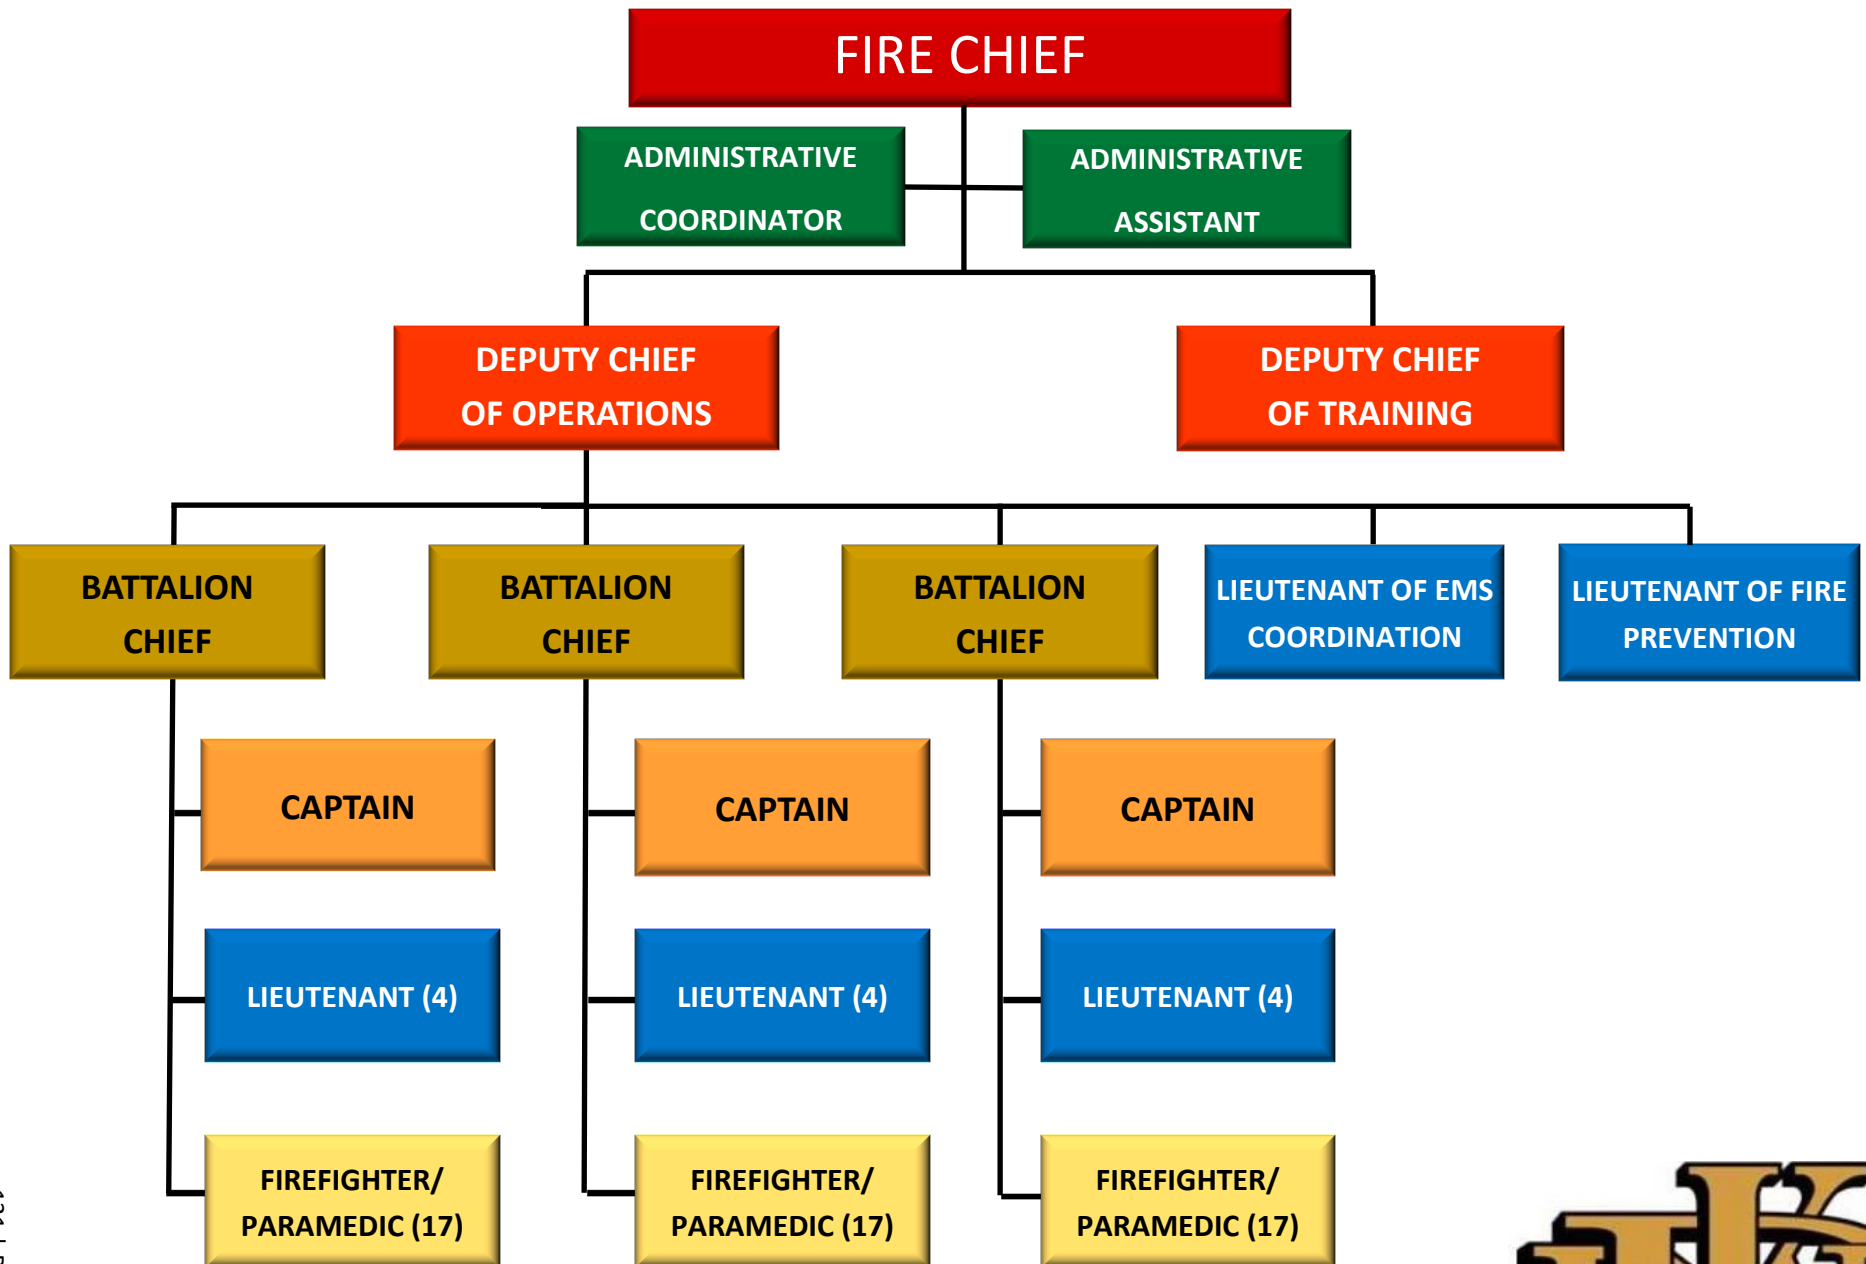 FIRE CHIEF
ADMINISTRATIVE
COORDINATOR
ADMINISTRATIVE
ASSISTANT
DEPUTY CHIEF
OF OPERATIONS
DEPUTY CHIEF
OF TRAINING
BATTALION
CHIEF
BATTALION
CHIEF
BATTALION
CHIEF
LIEUTENANT OF EMS
COORDINATION
LIEUTENANT OF FIRE
PREVENTION
CAPTAIN
CAPTAIN
CAPTAIN
LIEUTENANT (4)
LIEUTENANT (4)
LIEUTENANT (4)
FIREFIGHTER/
PARAMEDIC (17)
FIREFIGHTER/
PARAMEDIC (17)
FIREFIGHTER/
PARAMEDIC (17)